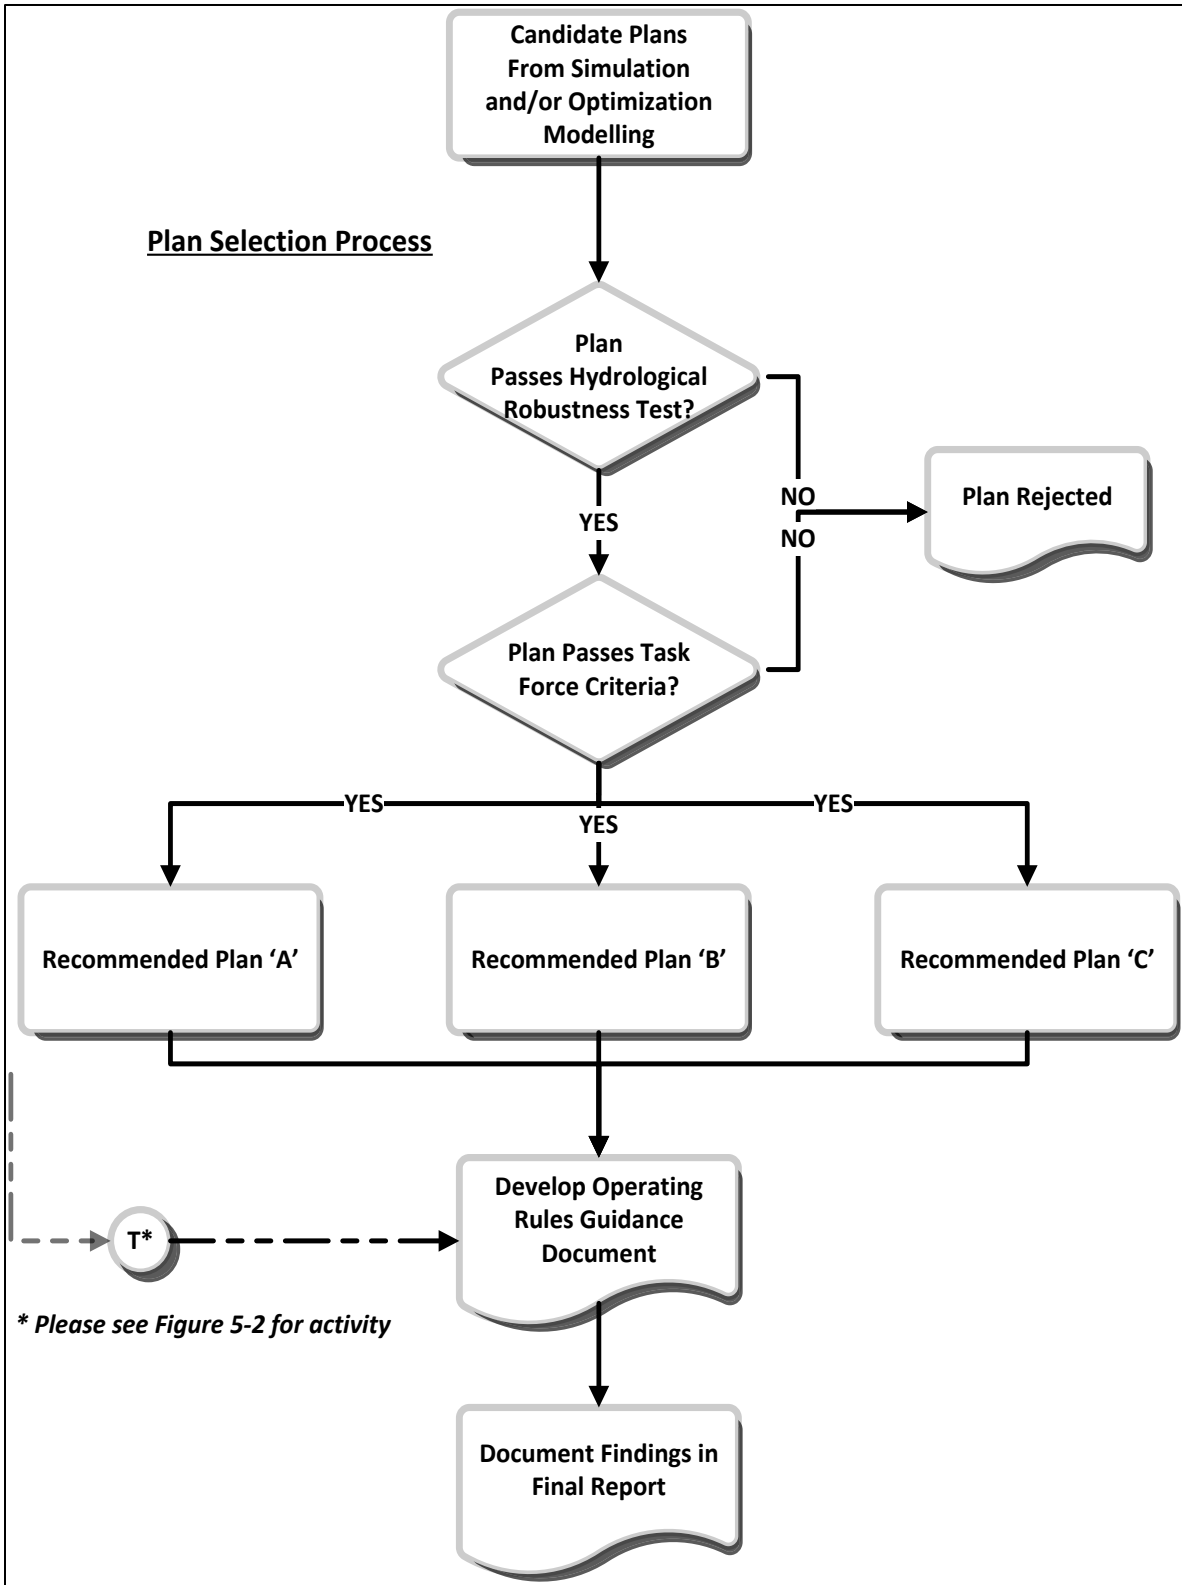 Candidate Plans
From Simulation
and/or Optimization
Modelling
Plan Selection Process
Plan
Passes Hydrological
Robustness Test?
NO
YES
NO
Plan Rejected
Plan Passes Task
Force Criteria?
YES
YES
YES
Recommended Plan ‘A’
Recommended Plan ‘B’
Recommended Plan ‘C’
Develop Operating
Rules Guidance
Document
T*
* Please see Figure 5-2 for activity
Document Findings in
Final Report